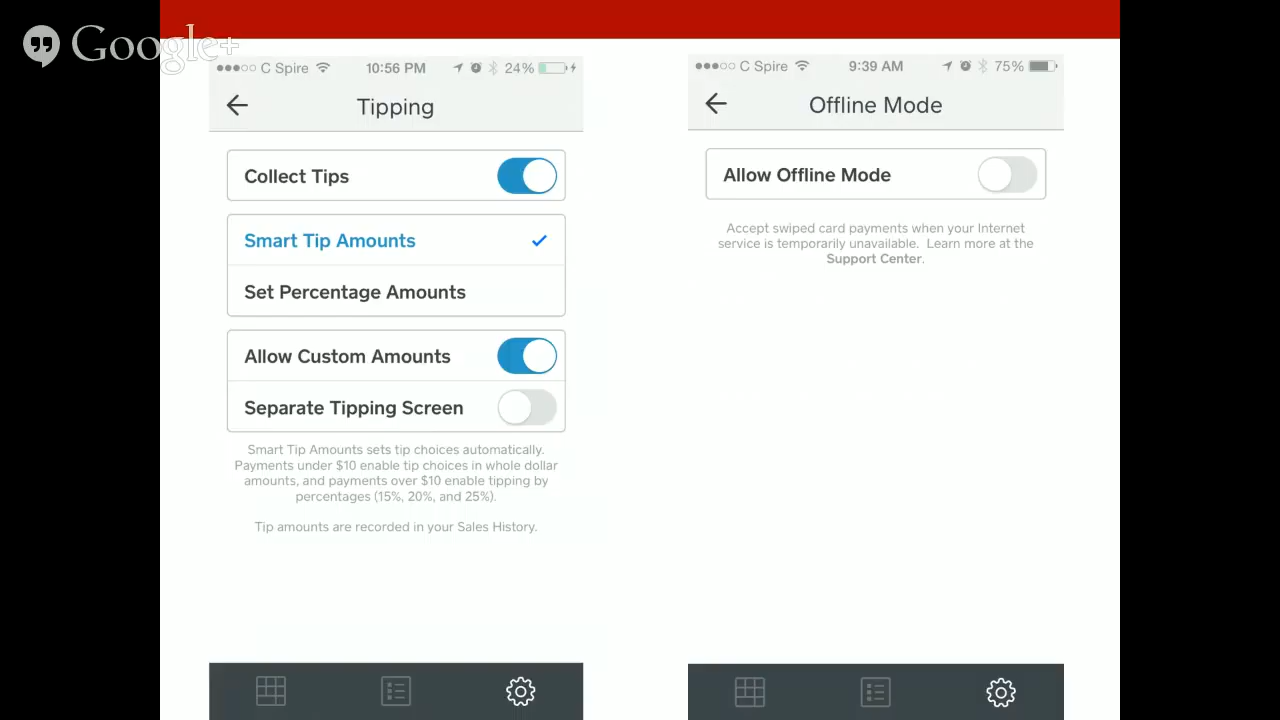 Google+
C Spire 10:56 PM 24%
Tipping
Collect Tips
Smart Tip Amounts
Set Percentage Amounts
Allow Custom Amounts
Separate Tipping Screen
Smart Tip Amounts sets tip choices automatically.
Payments under $10 enable tip choices in whole dollar
amounts, and payments over $10 enable tipping by
percentages (15%, 20%, and 25%).
Tip amounts are recorded in your Sales History.
C Spire 9:39 AM 75%
Offline Mode
Allow Offline Mode
Accept swiped card payments when your Internet
service is temporarily unavailable. Learn more at the
Support Center.